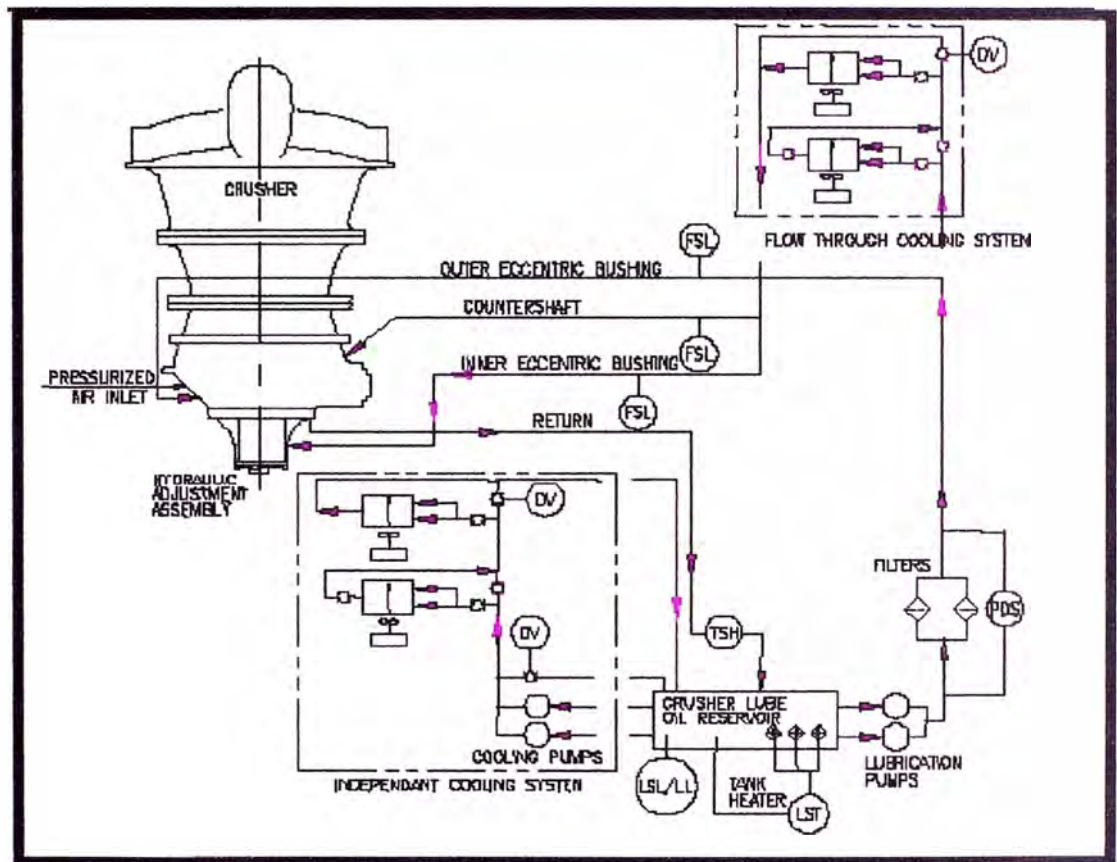 DV
CRUSHER
FSL
FLOW THROUGH COOLING SYSTEM
OUTER ECCENTRIC BUSHING
COUNTERSHAFT
FSL
INNER ECCENTRIC BUSHING
PRESSURIZED
AIR INLET
FSL
RETURN
HYDRAULIC
ADJUSTMENT
ASSEMBLY
DV
FILTERS
PDS
DV
TSH
CRUSHER LUBE
OIL RESERVOIR
COOLING PUMPS
LUBRICATION
PUMPS
INDEPENDANT COOLING SYSTEM
LSL/LL
TANK
HEATER
LST